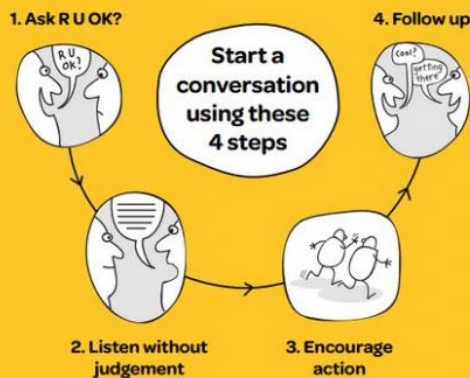 1. Ask R U OK?
R U
OK?
Start a
conversation
using these
4 steps
4. Follow up
cool?
getting
there
2. Listen without
judgement
3. Encourage
action